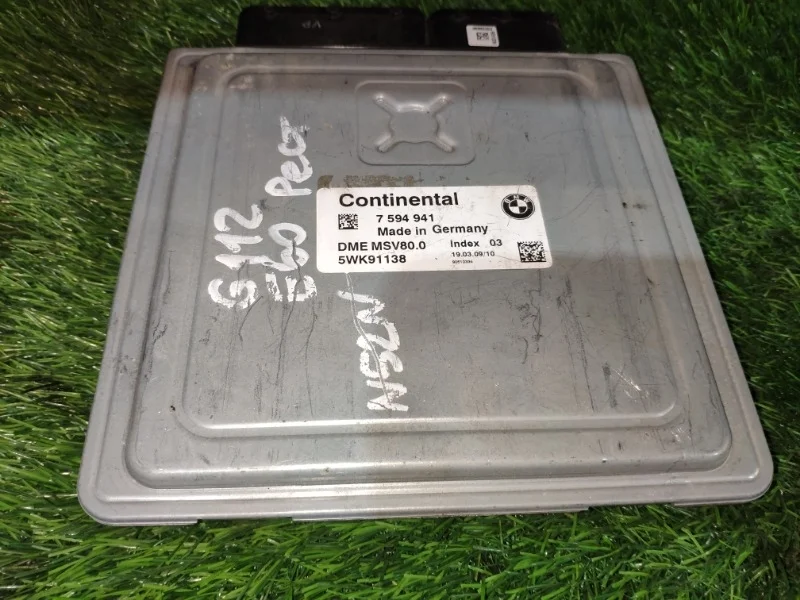 VP
Continental
7 594 941
Made in Germany
DME MSV80.0 Index 03
5WK91138 19.03.09/10
G112
E60 Рест
N52N